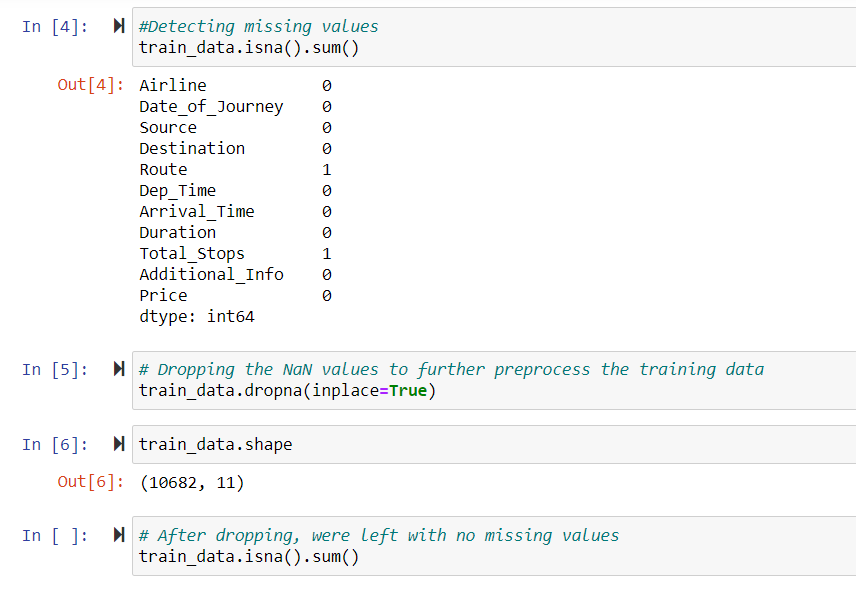 In [4]: #Detecting missing values
train_data.isna().sum()
Out[4]: Airline 0
Date_of_Journey 0
Source 0
Destination 0
Route 1
Dep_Time 0
Arrival_Time 0
Duration 0
Total_Stops 1
Additional_Info 0
Price 0
dtype: int64
In [5]: # Dropping the NaN values to further preprocess the training data
train_data.dropna(inplace=True)
In [6]: train_data.shape
Out[6]: (10682, 11)
In [ ]: # After dropping, were left with no missing values
train_data.isna().sum()